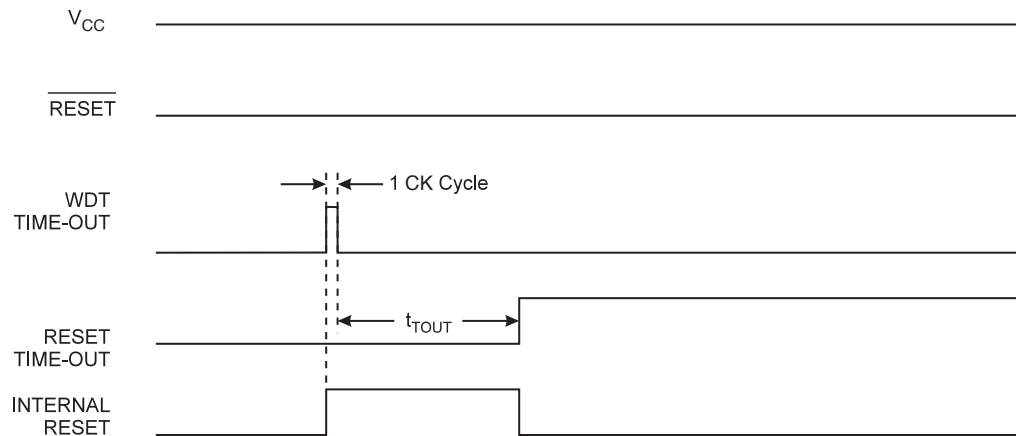 VCC
RESET
1 CK Cycle
WDT
TIME-OUT
tTOUT
RESET
TIME-OUT
INTERNAL
RESET